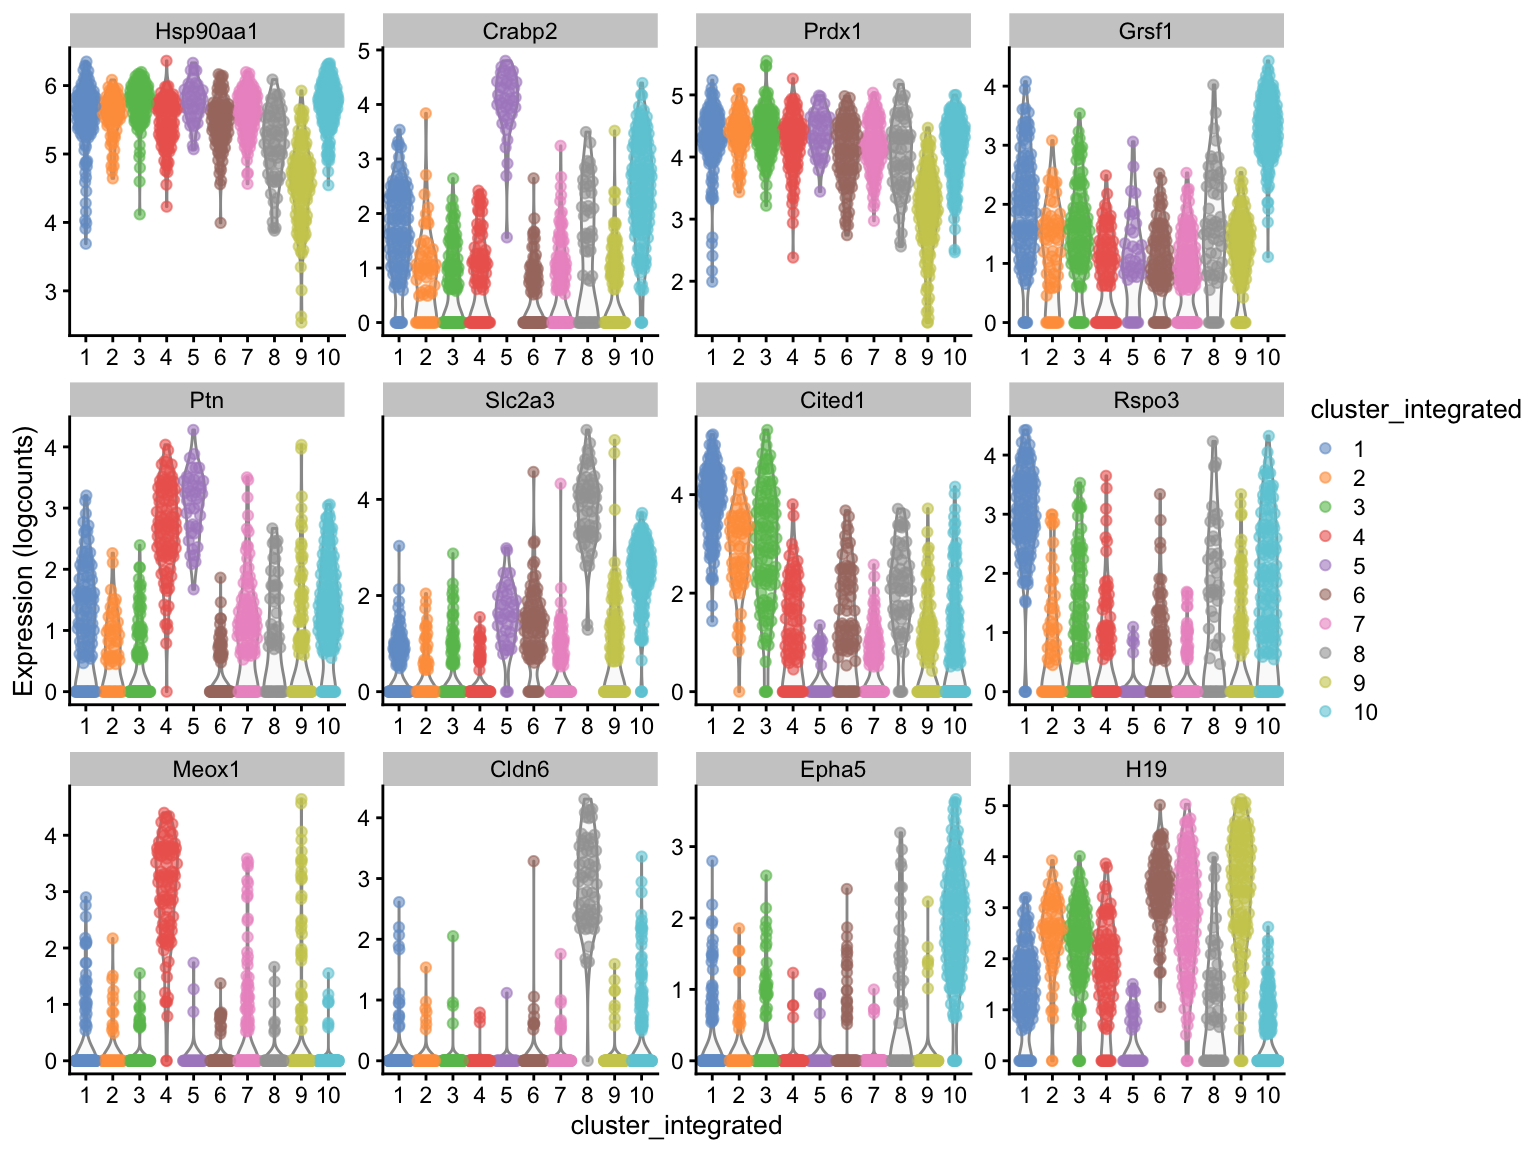 Hsp90aa1 Crabp2 Prdx1 Grsf1
6 5 4 3
5 4 3 2 1 0
5 4 3 2
4 3 2 1 0
1 2 3 4 5 6 7 8 9 10
1 2 3 4 5 6 7 8 9 10
1 2 3 4 5 6 7 8 9 10
1 2 3 4 5 6 7 8 9 10
Ptn Slc2a3 Cited1 Rspo3
4 3 2 1 0
4 2 0
4 2 0
4 3 2 1 0
1 2 3 4 5 6 7 8 9 10
1 2 3 4 5 6 7 8 9 10
1 2 3 4 5 6 7 8 9 10
1 2 3 4 5 6 7 8 9 10
Meox1 Cldn6 Epha5 H19
4 3 2 1 0
4 3 2 1 0
3 2 1 0
5 4 3 2 1 0
1 2 3 4 5 6 7 8 9 10
1 2 3 4 5 6 7 8 9 10
1 2 3 4 5 6 7 8 9 10
1 2 3 4 5 6 7 8 9 10
Expression (logcounts)
cluster_integrated
cluster_integrated
1
2
3
4
5
6
7
8
9
10